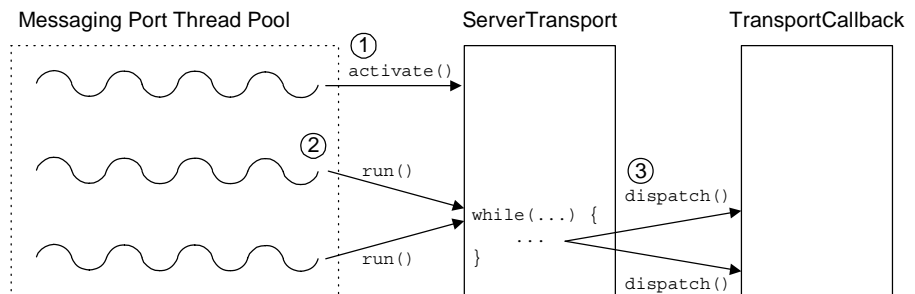 Messaging Port Thread Pool
ServerTransport
TransportCallback
1
activate()
2
run()
3
dispatch()
while(...) {
...
}
run()
dispatch()